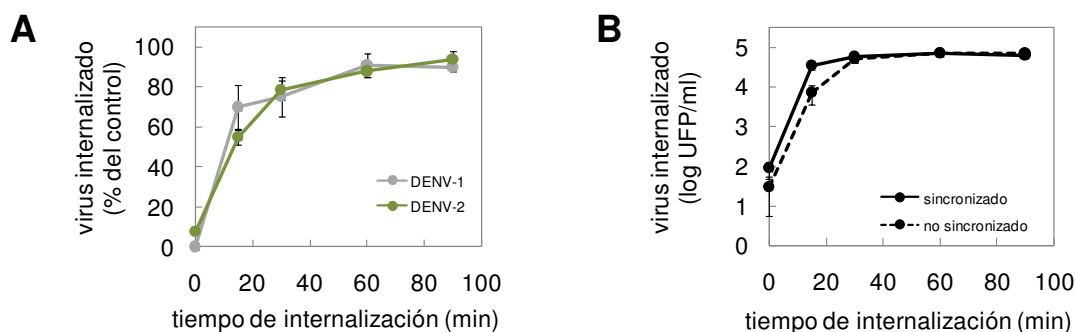 A
virus internalizado
(% del control)
100
80
60
40
20
0
DENV-1
DENV-2
0 20 40 60 80 100
tiempo de internalización (min)
B
virus internalizado
(log UFP/ml)
5
4
3
2
1
0
sincronizado
no sincronizado
0 20 40 60 80 100
tiempo de internalización (min)